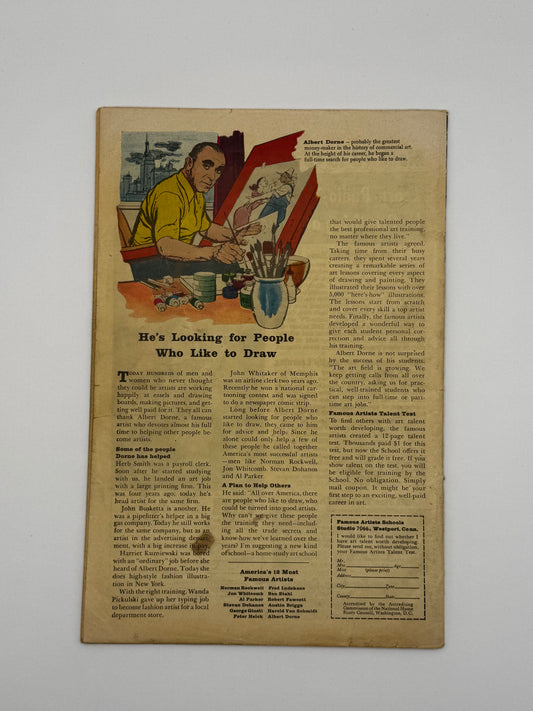 Albert Dorne – probably the greatest
money-maker in the history of commercial art.
At the height of his career, he began a
full-time search for people who like to draw.
He's Looking for People
Who Like to Draw
TODAY HUNDREDS of men and
women who never thought
they could be artists are working
happily at easels and drawing
boards, making pictures, and get-
ting well paid for it. They all can
thank Albert Dorne, a famous
artist who devotes almost his full
time to helping other people be-
come artists.
Some of the people
Dorne has helped
Herb Smith was a payroll clerk.
Soon after he started studying
with us, he landed an art job
with a large printing firm. This
was four years ago; today he's
head artist for the same firm.
John Busketta is another. He
was a pipefitter's helper in a big
gas company. Today he still works
for the same company, but as an
artist in the advertising depart-
ment, with a big increase in pay.
Harriet Kuzniewski was bored
with an "ordinary" job before she
heard of Albert Dorne. Today she
does high-style fashion illustra-
tion in New York.
With the right training, Wanda
Pickulski gave up her typing job
to become fashion artist for a local
department store.
John Whitaker of Memphis
was an airline clerk two years ago.
Recently he won a national car-
tooning contest and was signed
to do a newspaper comic strip.
Long before Albert Dorne
started looking for people who
like to draw, they came to him
for advice and help. Since he
alone could only help a few of
these people he called together
America's most successful artists
—men like Norman Rockwell,
Jon Whitcomb, Stevan Dohanos
and Al Parker
A Plan to Help Others
He said: "All over America, there
are people who like to draw, who
could be turned into good artists.
Why can't we give these people
the training they need—includ-
ing all the trade secrets and
know-how we've learned over the
years? I'm suggesting a new kind
of school—a home-study art school
America's 12 Most
Famous Artists
Norman Rockwell Fred Ludekens
Jon Whitcomb Ben Stahl
Al Parker Robert Fawcett
Stevan Dohanos Austin Briggs
George Giusti Harold Von Schmidt
Peter Helck Albert Dorne
that would give talented people
the best professional art training,
no matter where they live."
The famous artists agreed.
Taking time from their busy
careers, they spent several years
creating a remarkable series of
art lessons covering every aspect
of drawing and painting. They
illustrated their lessons with over
5,000 "here's-how" illustrations.
The lessons start from scratch
and cover every skill a top artist
needs. Finally, the famous artists
developed a wonderful way to
give each student personal cor-
rection and advice all through
his training.
Albert Dorne is not surprised
by the success of his students.
"The art field is growing. We
keep getting calls from all over
the country, asking us for prac-
tical, well-trained students who
can step into full-time or part-
time art jobs."
Famous Artists Talent Test
To find others with art talent
worth developing, the famous
artists created a 12-page talent
test. Thousands paid $1 for this
test, but now the School offers it
free and will grade it free. If you
show talent on the test, you will
be eligible for training by the
School. No obligation. Simply
mail coupon. It might be your
first step to an exciting, well-paid
career in art.
Famous Artists Schools
Studio 7066, Westport, Conn.
I would like to find out whether I
have art talent worth developing.
Please send me, without obligation,
your Famous Artists Talent Test.
Mr.
Mrs. Age
Miss (please print)
Address
City Zone
County State
Accredited by the Accrediting
Commission of the National Home
Study Council, Washington, D.C.